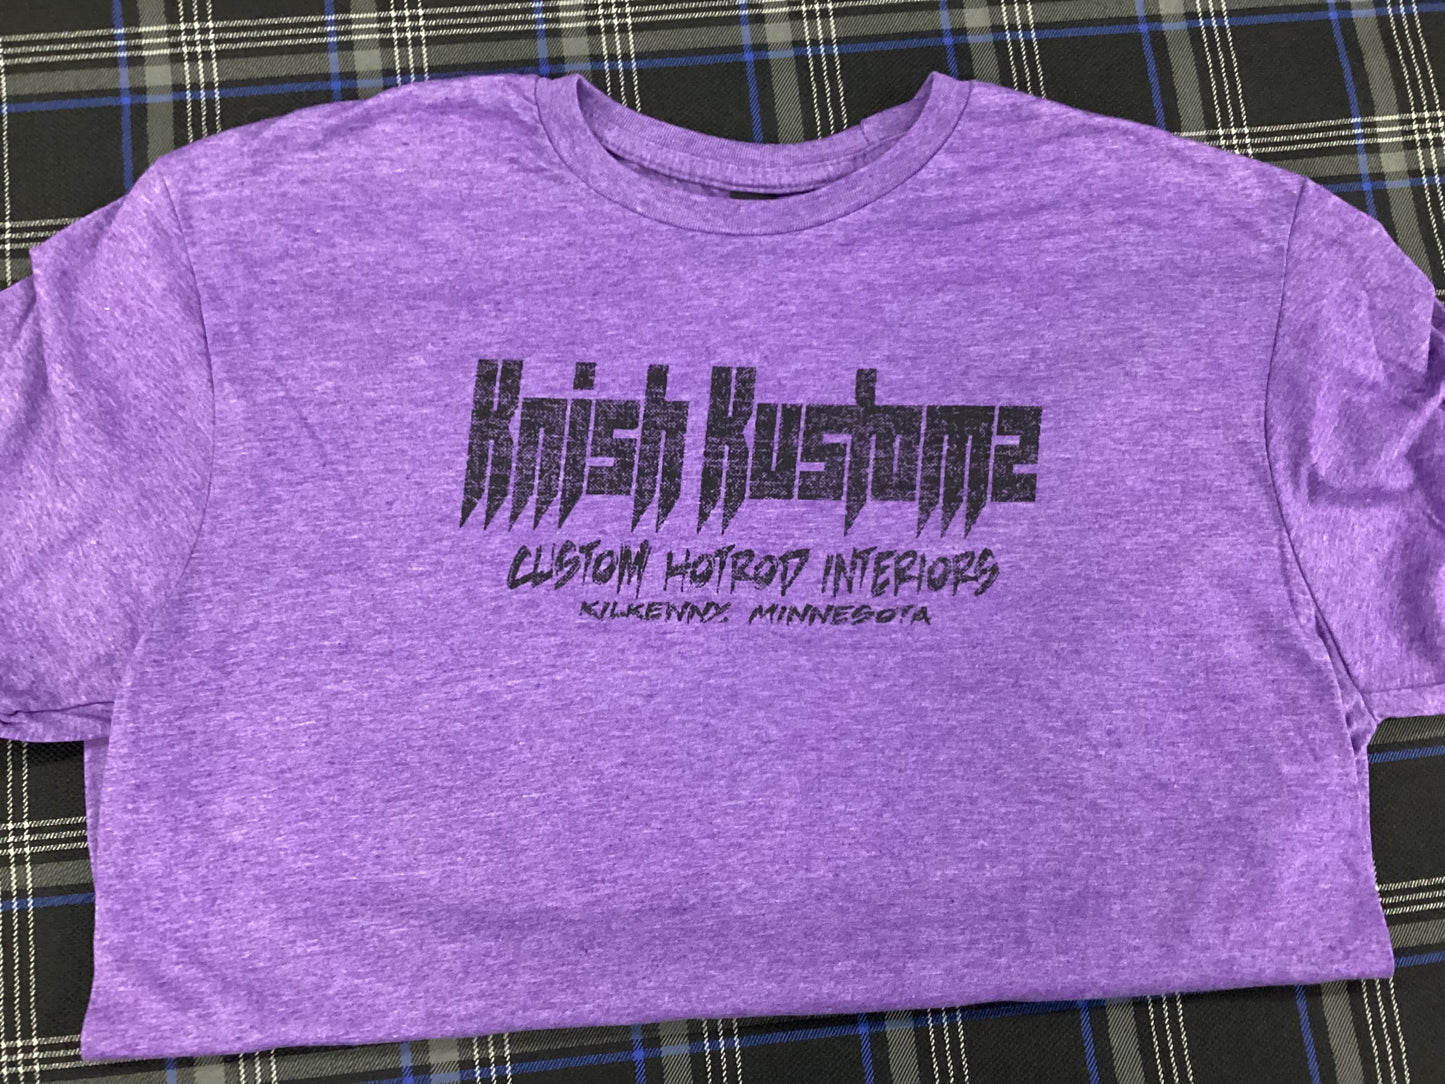 Knish Kustomz
CUSTOM HOTROD INTERIORS
KILKENNY, MINNESOTA